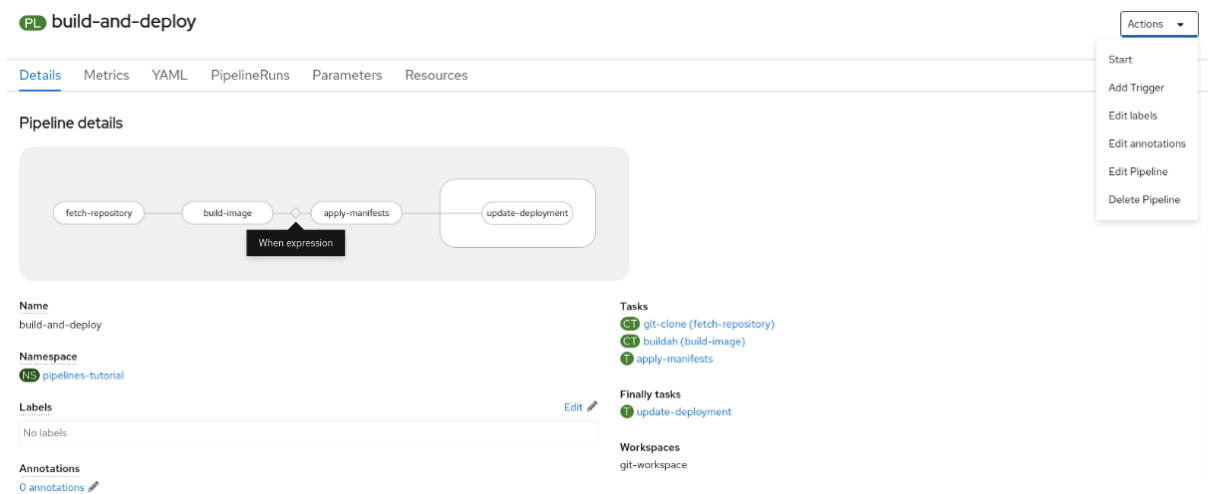 PL build-and-deploy
Actions
Start
Add Trigger
Edit labels
Edit annotations
Edit Pipeline
Delete Pipeline
Details Metrics YAML PipelineRuns Parameters Resources
Pipeline details
fetch-repository build-image apply-manifests update-deployment
When expression
Name
build-and-deploy
Namespace
NS pipelines-tutorial
Labels Edit
No labels
Annotations
0 annotations
Tasks
CT git-clone (fetch-repository)
CT buildah (build-image)
T apply-manifests
Finally tasks
T update-deployment
Workspaces
git-workspace